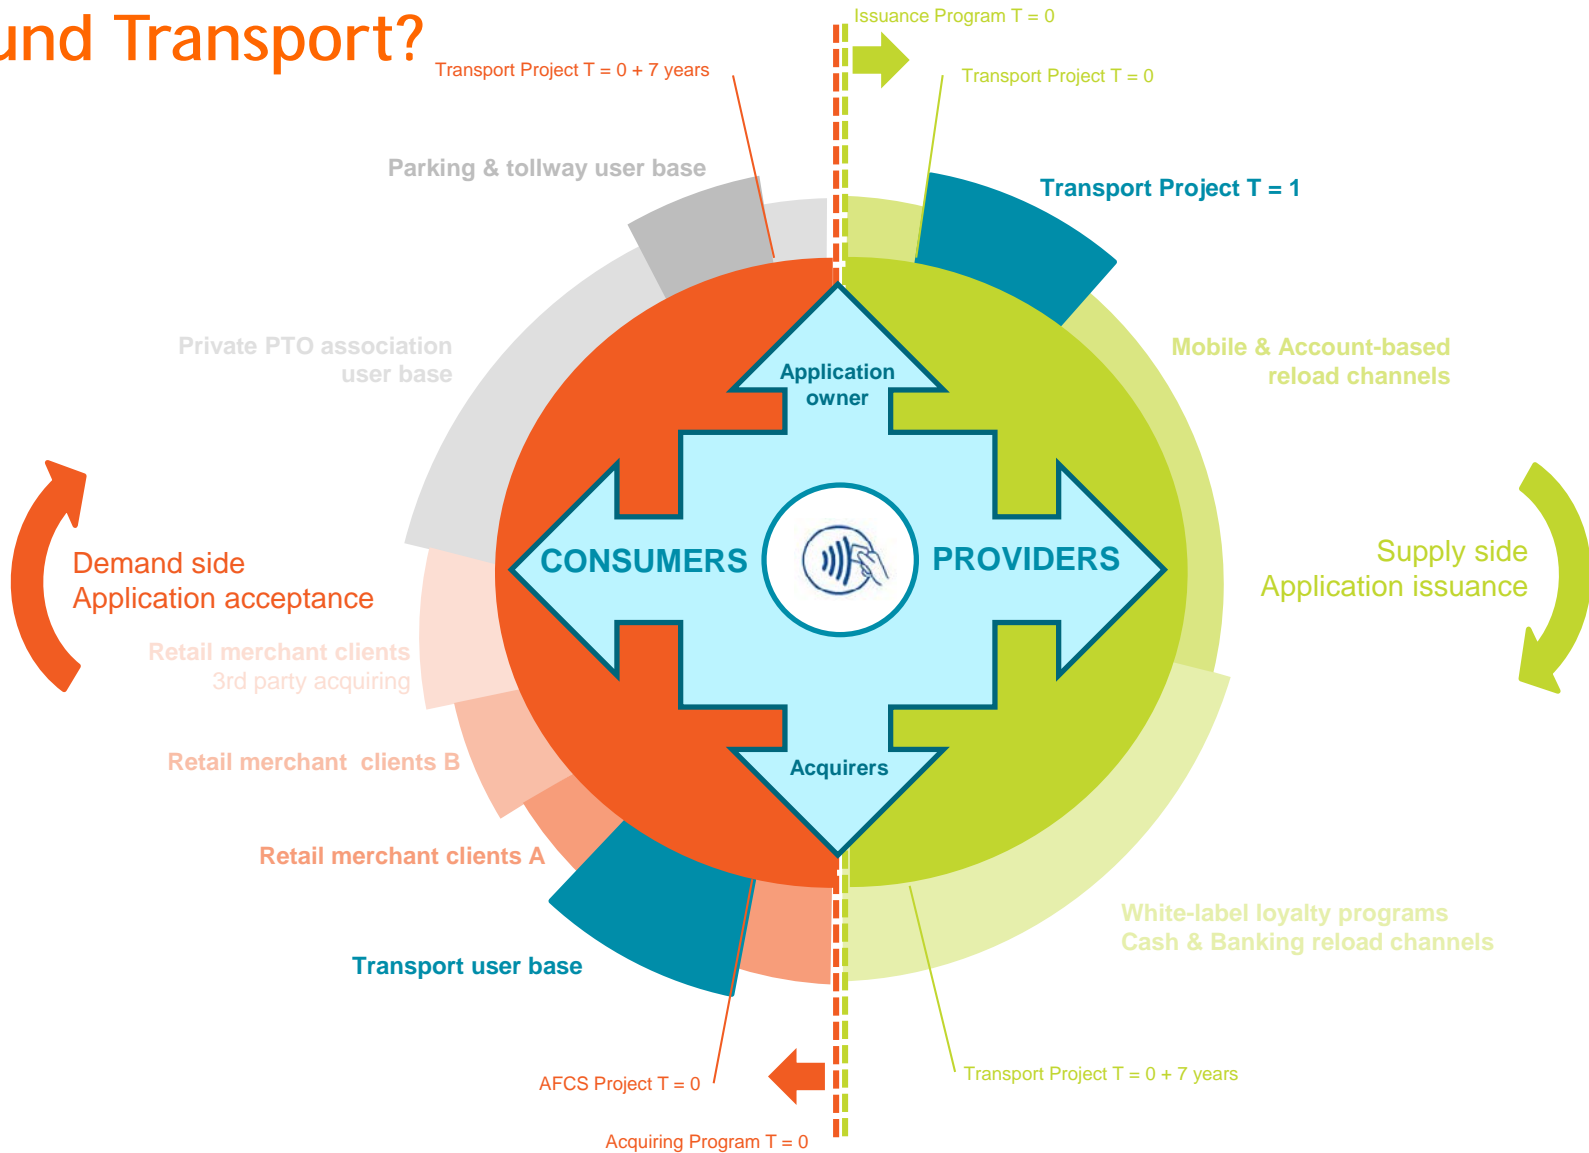 und Transport?
Issuance Program T = 0
Transport Project T = 0 + 7 years
Transport Project T = 0
Parking & tollway user base
Transport Project T = 1
Private PTO association
user base
Mobile & Account-based
reload channels
Application
owner
CONSUMERS
PROVIDERS
Demand side
Application acceptance
Supply side
Application issuance
Retail merchant clients
3rd party acquiring
Retail merchant clients B
Acquirers
Retail merchant clients A
White-label loyalty programs
Cash & Banking reload channels
Transport user base
AFCS Project T = 0
Transport Project T = 0 + 7 years
Acquiring Program T = 0